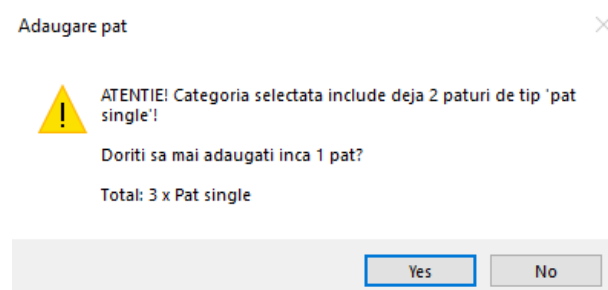 Adaugare pat
ATENTIE! Categoria selectata include deja 2 paturi de tip 'pat
single'!
Doriti sa mai adaugati inca 1 pat?
Total: 3 x Pat single
Yes
No